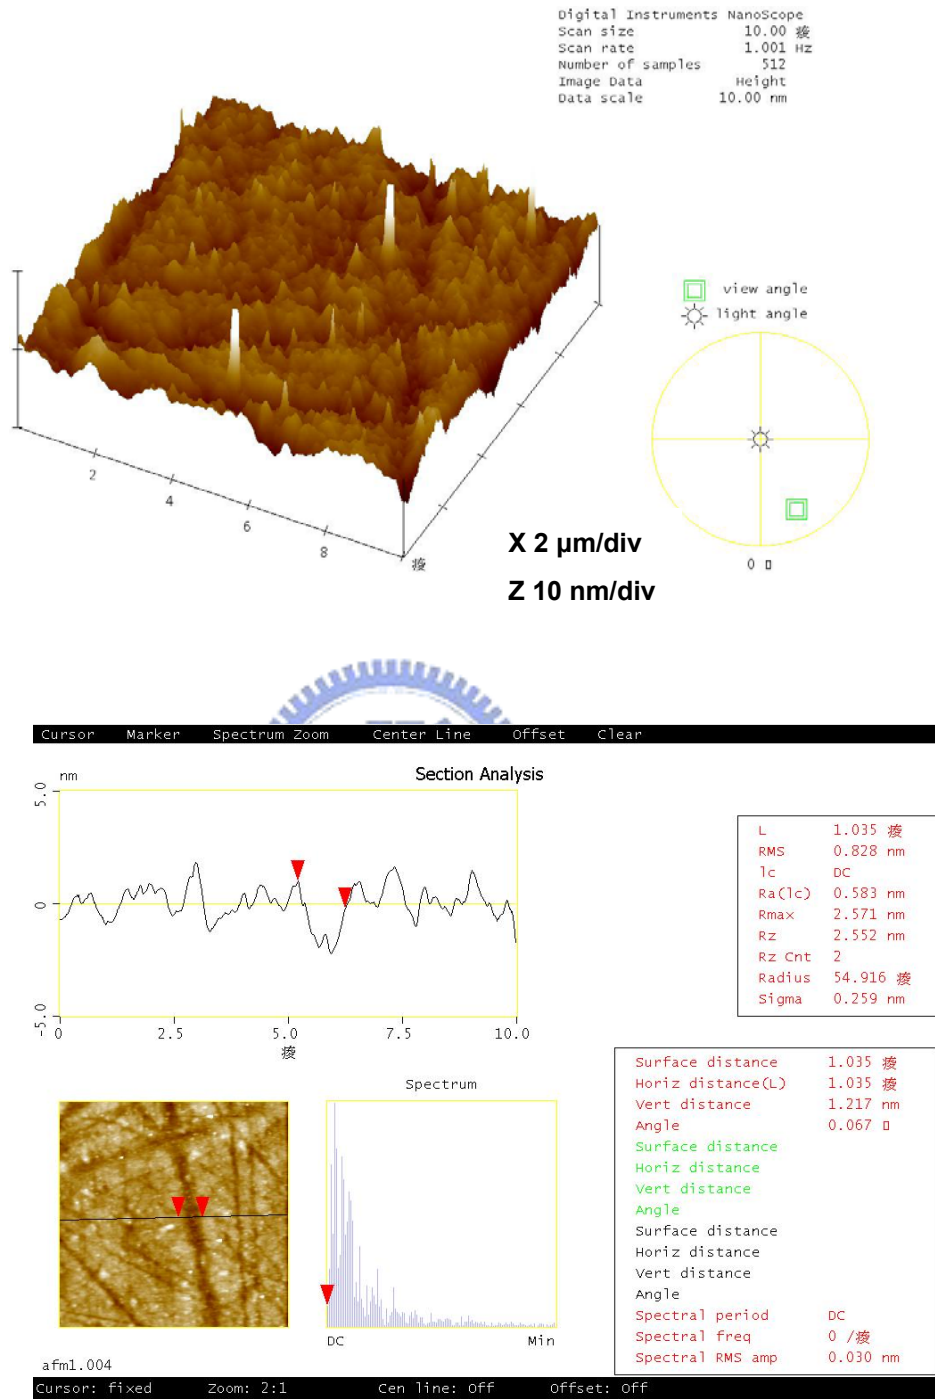 Digital Instruments NanoScope
Scan size 10.00 㾗
Scan rate 1.001 Hz
Number of samples 512
Image Data Height
Data scale 10.00 nm
view angle
light angle
2
4
6
8
X 2 µm/div
Z 10 nm/div
0
Cursor Marker Spectrum Zoom Center Line Offset Clear
Section Analysis
nm
5.0
0
-5.0
0 2.5 5.0 7.5 10.0
L 1.035
RMS 0.828 nm
lc DC
Ra(lc) 0.583 nm
Rmax 2.571 nm
Rz 2.552 nm
Rz Cnt 2
Radius 54.916
Sigma 0.259 nm
Surface distance 1.035
Horiz distance(L) 1.035
Vert distance 1.217 nm
Angle 0.067
Surface distance
Horiz distance
Vert distance
Angle
Surface distance
Horiz distance
Vert distance
Angle
Spectral period DC
Spectral freq 0 /
Spectral RMS amp 0.030 nm
Spectrum
DC Min
afm1.004
Cursor: fixed Zoom: 2:1 Cen line: Off Offset: Off